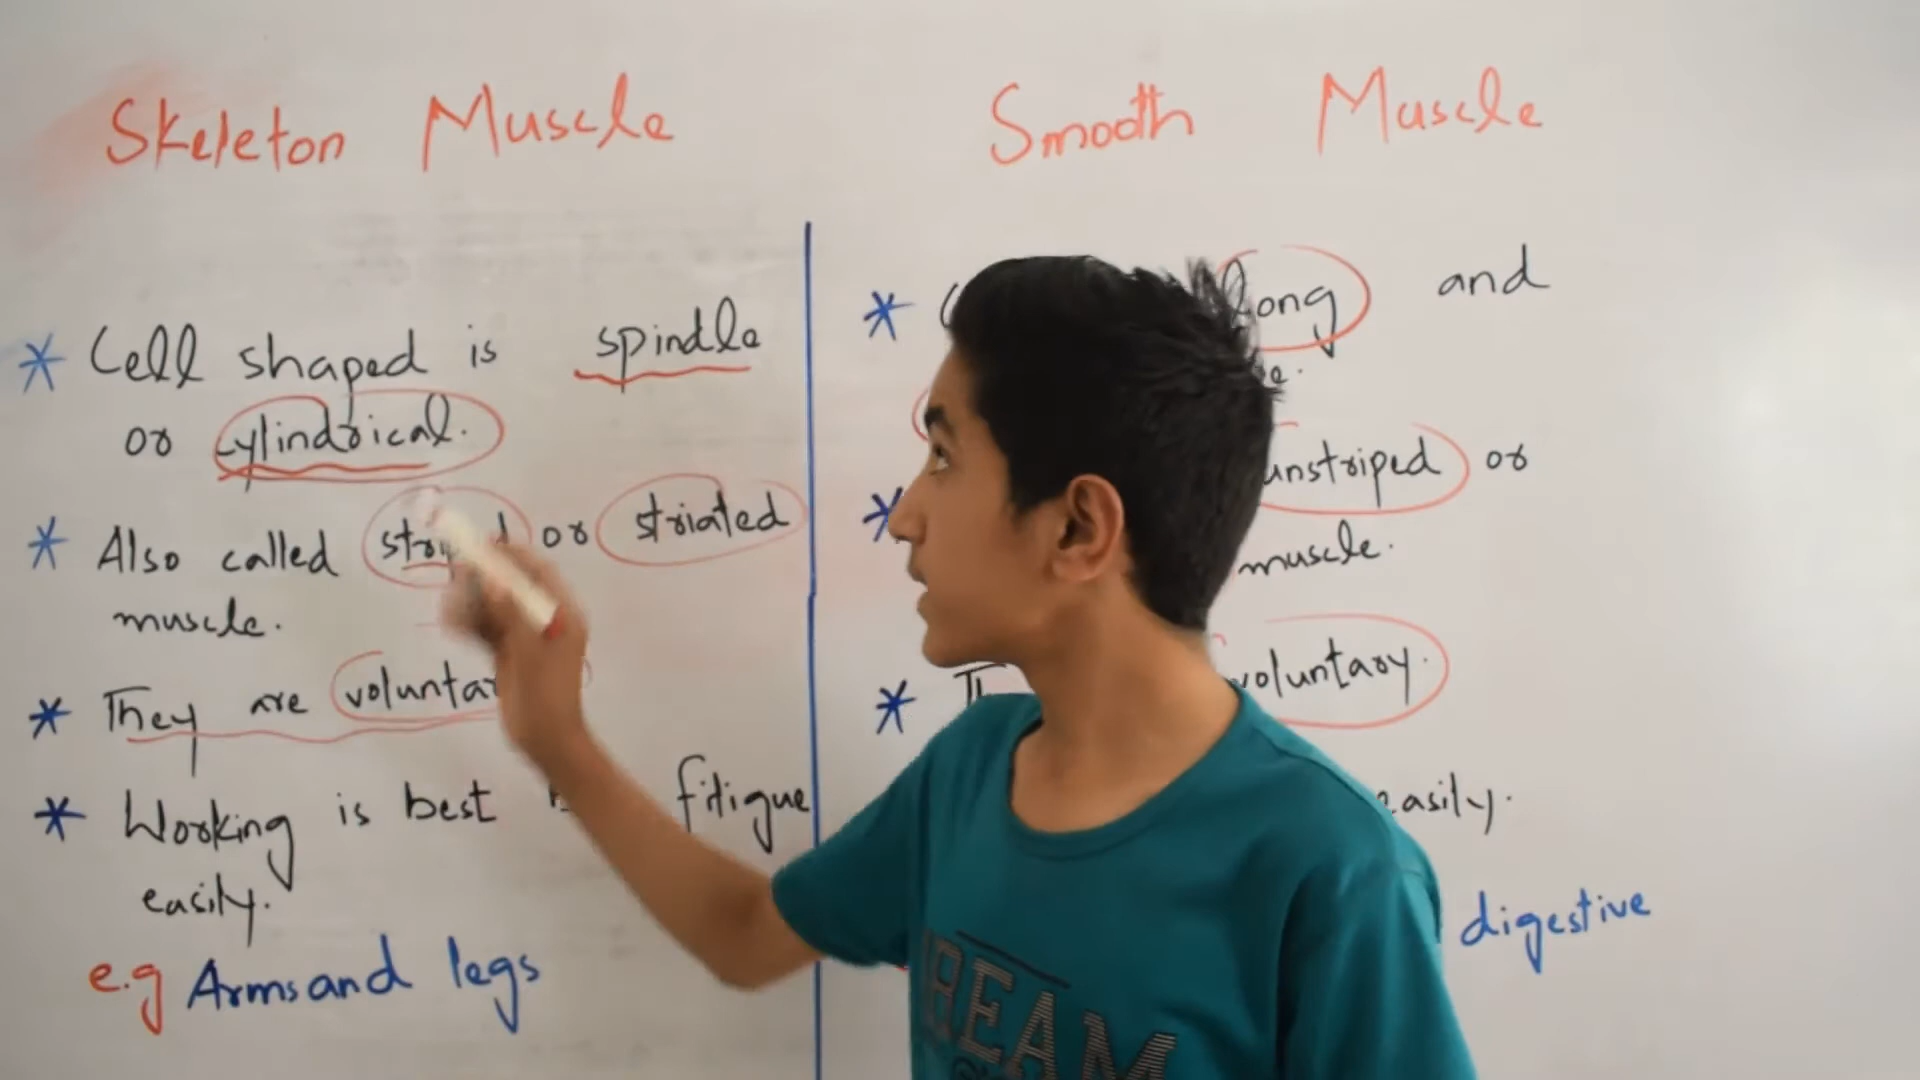 Skeleton Muscle
* Cell shaped is spindle
or cylindrical.
* Also called or striated
muscle.
* They are
* Working is best fitigue
easily.
e.g Arms and legs
Smooth Muscle
* long and
*
unstriped or
muscle.
*
voluntary.
easily.
digestive